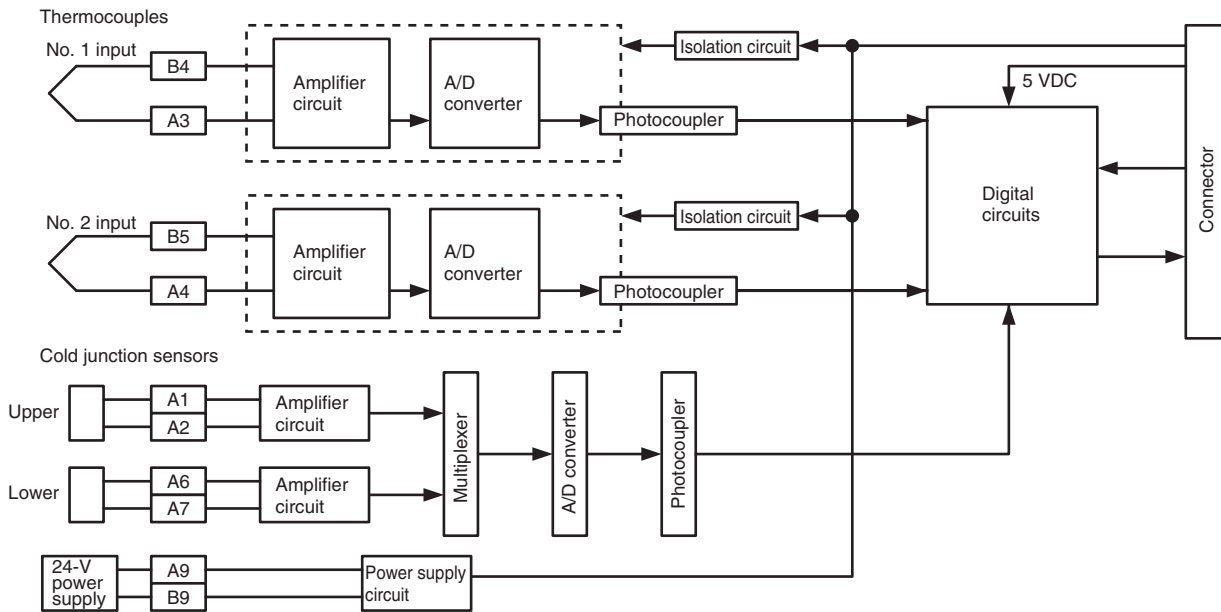 Thermocouples
No. 1 input
B4
A3
Amplifier
circuit
A/D
converter
Isolation circuit
Photocoupler
5 VDC
No. 2 input
B5
A4
Amplifier
circuit
A/D
converter
Isolation circuit
Photocoupler
Digital
circuits
Connector
Cold junction sensors
Upper
A1
A2
Amplifier
circuit
Lower
A6
A7
Amplifier
circuit
Multiplexer
A/D converter
Photocoupler
24-V
power
supply
A9
B9
Power supply
circuit